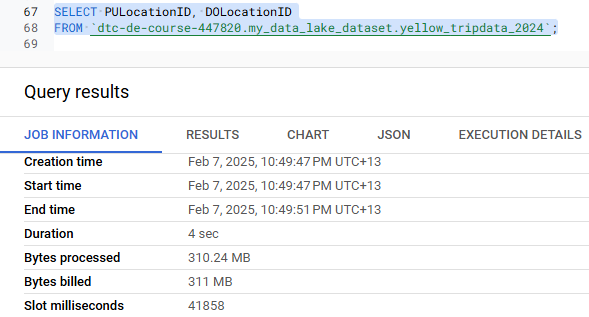 67 SELECT PULocationID, DOLocationID
68 FROM `dtc-de-course-447820.my_data_lake_dataset.yellow_tripdata_2024`;
69
Query results
JOB INFORMATION RESULTS CHART JSON EXECUTION DETAILS
Creation time Feb 7, 2025, 10:49:47 PM UTC+13
Start time Feb 7, 2025, 10:49:47 PM UTC+13
End time Feb 7, 2025, 10:49:51 PM UTC+13
Duration 4 sec
Bytes processed 310.24 MB
Bytes billed 311 MB
Slot milliseconds 41858